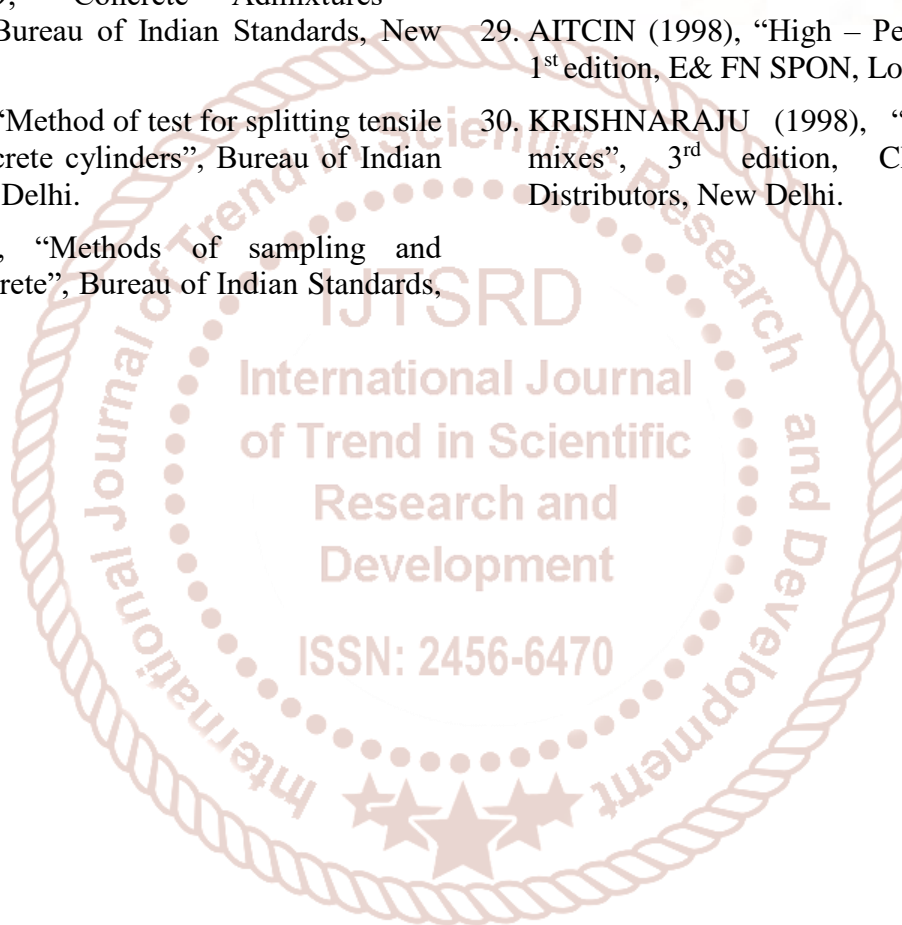 Concrete Admixtures
Bureau of Indian Standards, New
“Method of test for splitting tensile
crete cylinders”, Bureau of Indian
Delhi.
“Methods of sampling and
rete”, Bureau of Indian Standards,
29. AITCIN (1998), “High – Pe
1st edition, E& FN SPON, Lo
30. KRISHNARAJU (1998), “
mixes”, 3rd edition, C
Distributors, New Delhi.
International Journal of Trend in Scientific Research and Development
IJTSRD
International Journal
of Trend in Scientific
Research and
Development
ISSN: 2456-6470